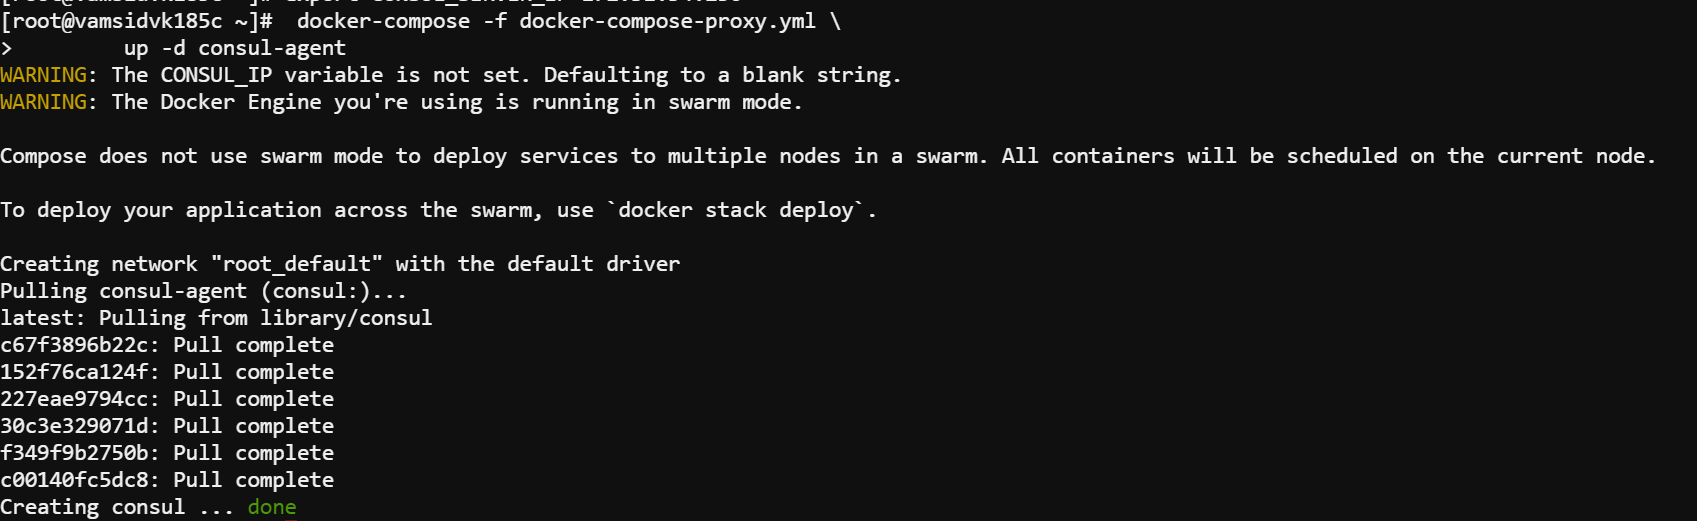 [root@vamsidvk185c ~]#  docker-compose -f docker-compose-proxy.yml \
>         up -d consul-agent
WARNING: The CONSUL_IP variable is not set. Defaulting to a blank string.
WARNING: The Docker Engine you're using is running in swarm mode.
Compose does not use swarm mode to deploy services to multiple nodes in a swarm. All containers will be scheduled on the current node.
To deploy your application across the swarm, use `docker stack deploy`.
Creating network "root_default" with the default driver
Pulling consul-agent (consul:)...
latest: Pulling from library/consul
c67f3896b22c: Pull complete
152f76ca124f: Pull complete
227eae9794cc: Pull complete
30c3e329071d: Pull complete
f349f9b2750b: Pull complete
c00140fc5dc8: Pull complete
Creating consul ... done